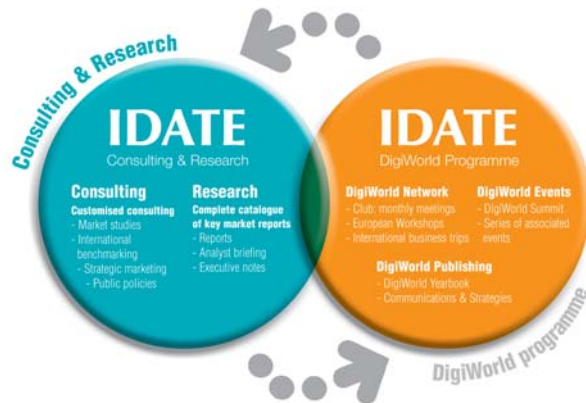 Consulting & Research
IDATE
Consulting & Research
Consulting
Customised consulting
- Market studies
- International
benchmarking
- Strategic marketing
- Public policies
Research
Complete catalogue
of key market reports
- Reports
- Analyst briefing
- Executive notes
IDATE
DigiWorld Programme
DigiWorld Network
- Club: monthly meetings
- European Workshops
- International business trips
DigiWorld Events
- DigiWorld Summit
- Series of associated
events
DigiWorld Publishing
- DigiWorld Yearbook
- Communications & Strategies
DigiWorld programme